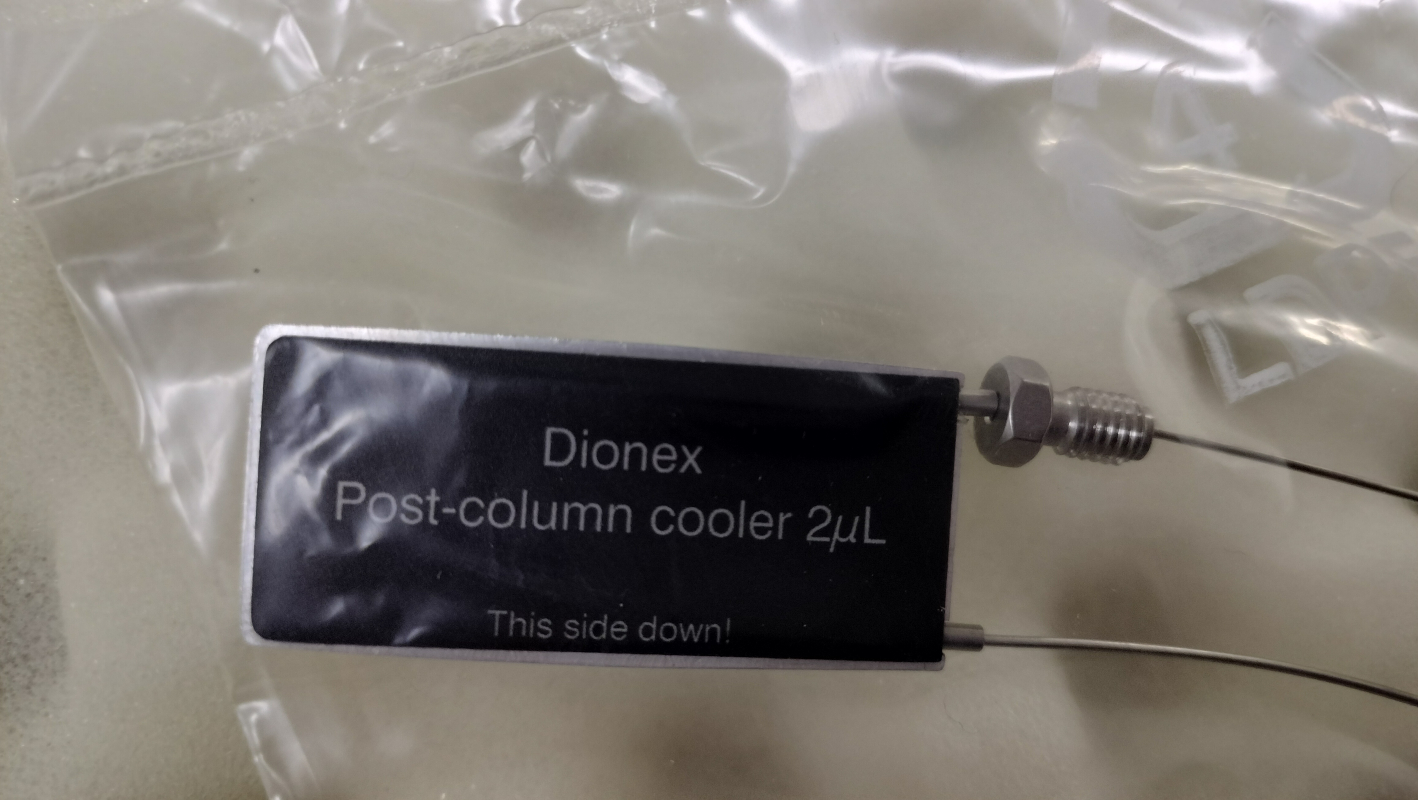 Dionex
Post-column cooler 2µL
This side down!